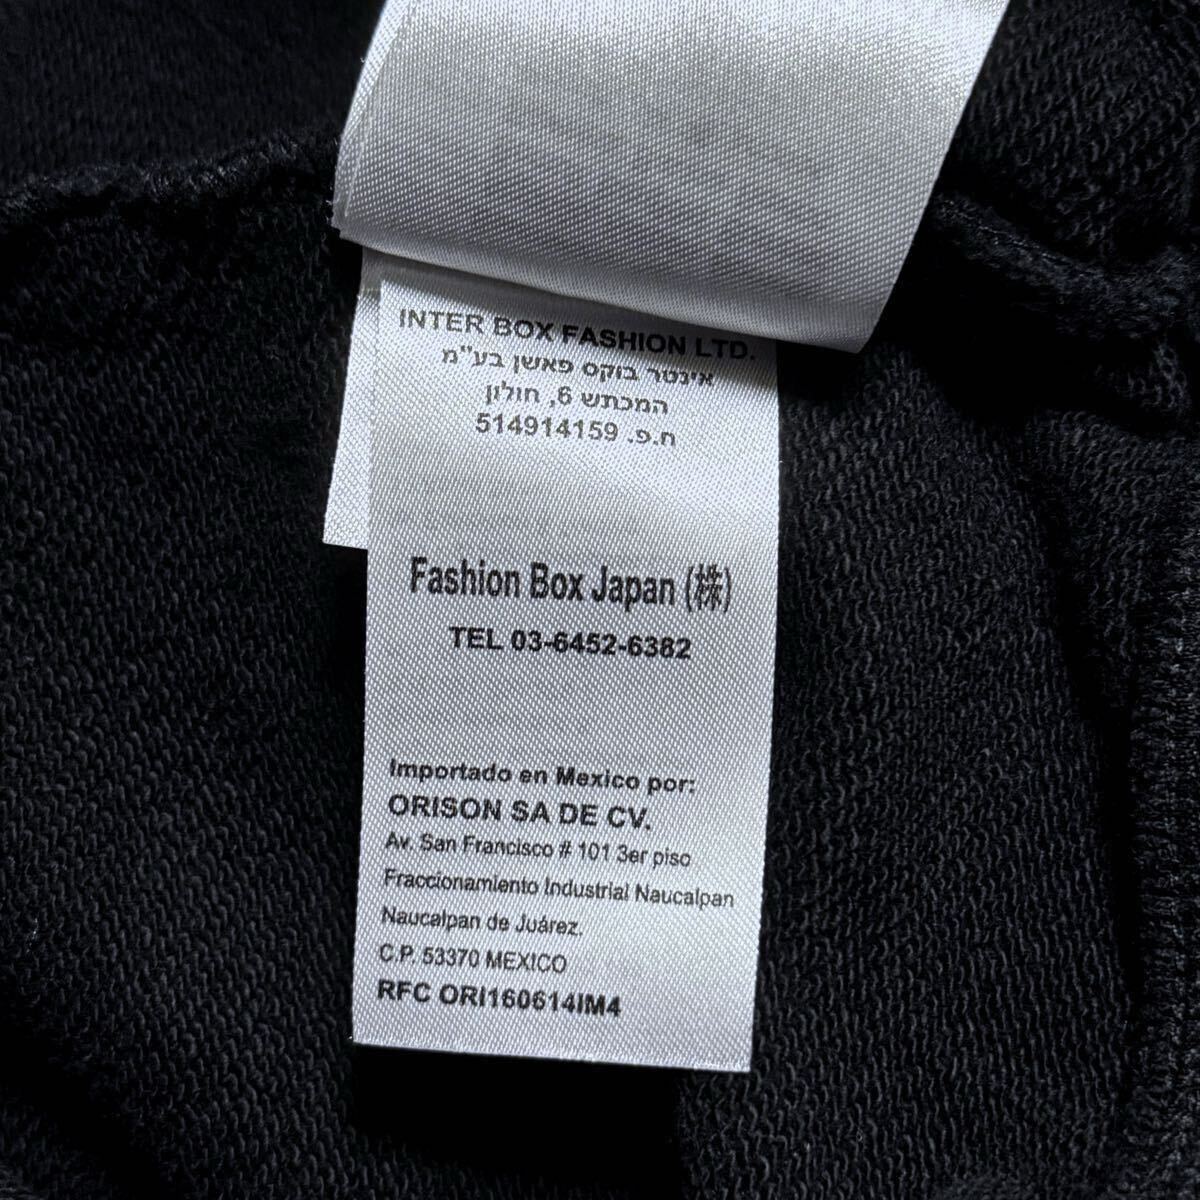 INTER BOX FASHION LTD.
אינטר בוקס פאשן בע"מ
המכתש 6, חולון
ח.פ. 514914159
Fashion Box Japan (株)
TEL 03-6452-6382
Importado en Mexico por:
ORISON SA DE CV.
Av. San Francisco # 101 3er piso
Fraccionamiento Industrial Naucalpan
Naucalpan de Juárez.
C.P. 53370 MEXICO
RFC ORI160614IM4